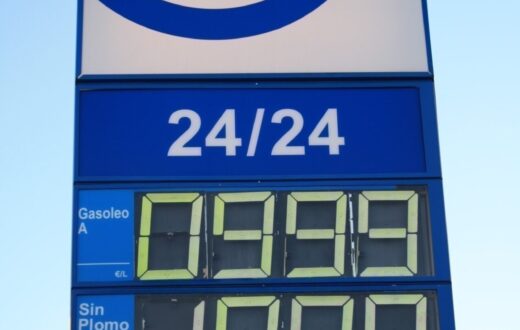 24/24
Gasoleo
A
0999
€/L
Sin
Plomo